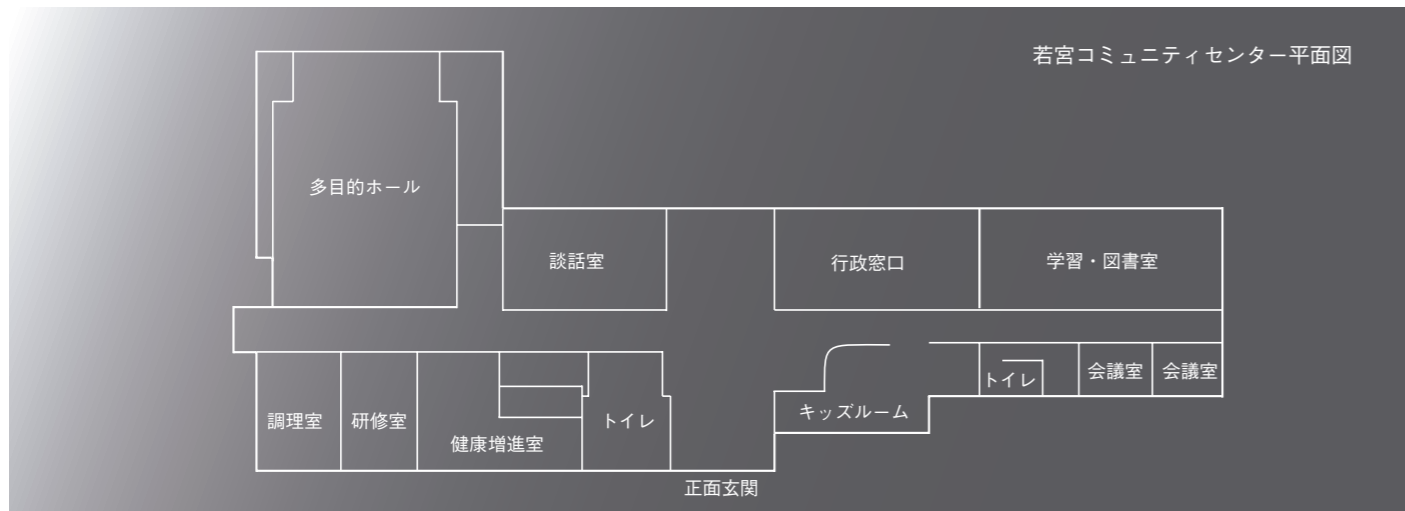 若宮コミュニティセンター平面図
多目的ホール
談話室
行政窓口
学習・図書室
調理室
研修室
健康増進室
トイレ
キッズルーム
トイレ
会議室
会議室
正面玄関